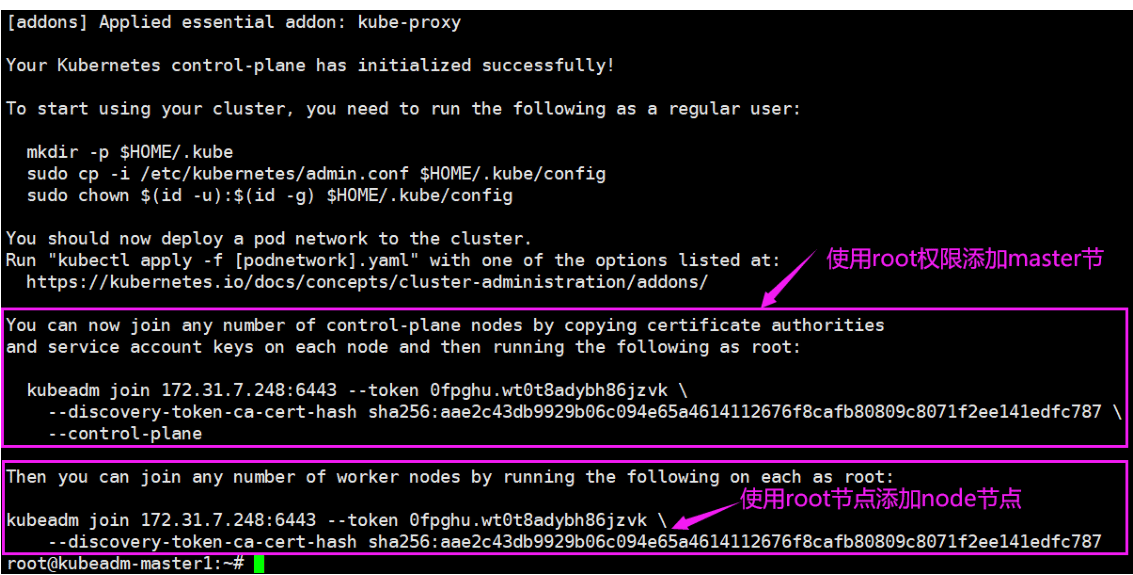 [addons] Applied essential addon: kube-proxy
Your Kubernetes control-plane has initialized successfully!
To start using your cluster, you need to run the following as a regular user:
mkdir -p $HOME/.kube
sudo cp -i /etc/kubernetes/admin.conf $HOME/.kube/config
sudo chown $(id -u):$(id -g) $HOME/.kube/config
You should now deploy a pod network to the cluster.
Run "kubectl apply -f [podnetwork].yaml" with one of the options listed at:
使用root权限添加master节
https://kubernetes.io/docs/concepts/cluster-administration/addons/
You can now join any number of control-plane nodes by copying certificate authorities
and service account keys on each node and then running the following as root:
kubeadm join 172.31.7.248:6443 --token 0fpghu.wt0t8adybh86jzvk \
--discovery-token-ca-cert-hash sha256:aae2c43db9929b06c094e65a4614112676f8cafb80809c8071f2ee141edfc787 \
--control-plane
Then you can join any number of worker nodes by running the following on each as root:
使用root节点添加node节点
kubeadm join 172.31.7.248:6443 --token 0fpghu.wt0t8adybh86jzvk \
--discovery-token-ca-cert-hash sha256:aae2c43db9929b06c094e65a4614112676f8cafb80809c8071f2ee141edfc787
root@kubeadm-master1:~#